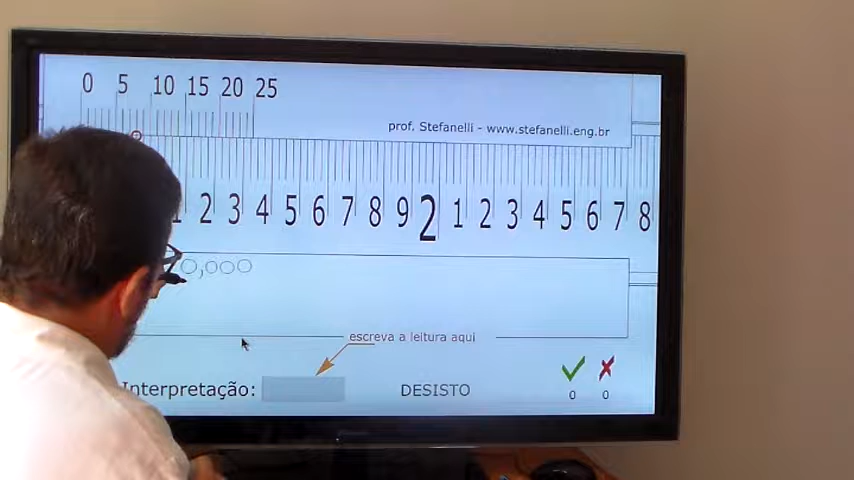 0 5 10 15 20 25
prof. Stefanelli - www.stefanelli.eng.br
1 2 3 4 5 6 7 8 9 2 1 2 3 4 5 6 7 8
0,000
escreva a leitura aqui
Interpretação:
DESISTO
0 0